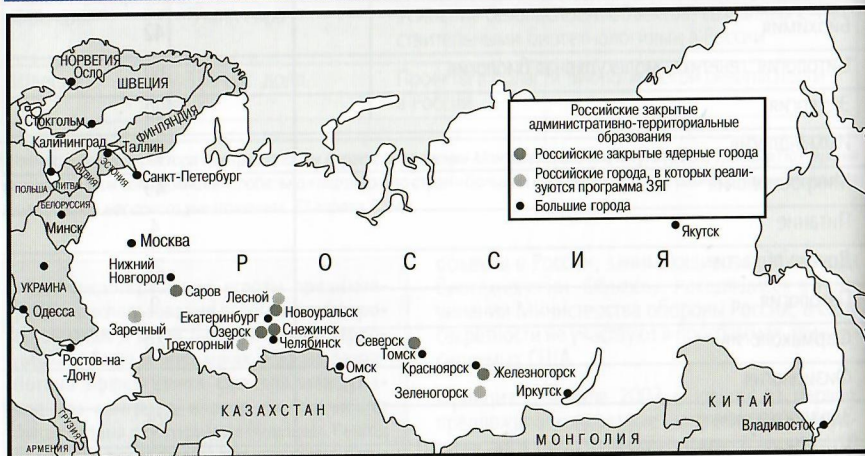 НОРВЕГИЯ
Осло
ШВЕЦИЯ
Стокгольм
ФИНЛЯНДИЯ
Калининград
Таллин
ЭСТОНИЯ
ЛАТВИЯ
Санкт-Петербург
ПОЛЬША
ЛИТВА
БЕЛОРУССИЯ
Минск
Москва
Нижний
Новгород
Саров
УКРАИНА
Одесса
Заречный
Ростов-на-
-Дону
ГРУЗИЯ
АРМЕНИЯ
РОССИЯ
Лесной
Новоуральск
Екатеринбург
Озерск
Снежинск
Челябинск
Трехгорный
Омск
КАЗАХСТАН
Северск
Томск
Красноярск
Железногорск
Зеленогорск
Иркутск
МОНГОЛИЯ
КИТАЙ
Владивосток
Якутск
Российские закрытые
административно-территориальные
образования
Российские закрытые ядерные города
Российские города, в которых реали-
зуются программа ЗЯГ
Большие города